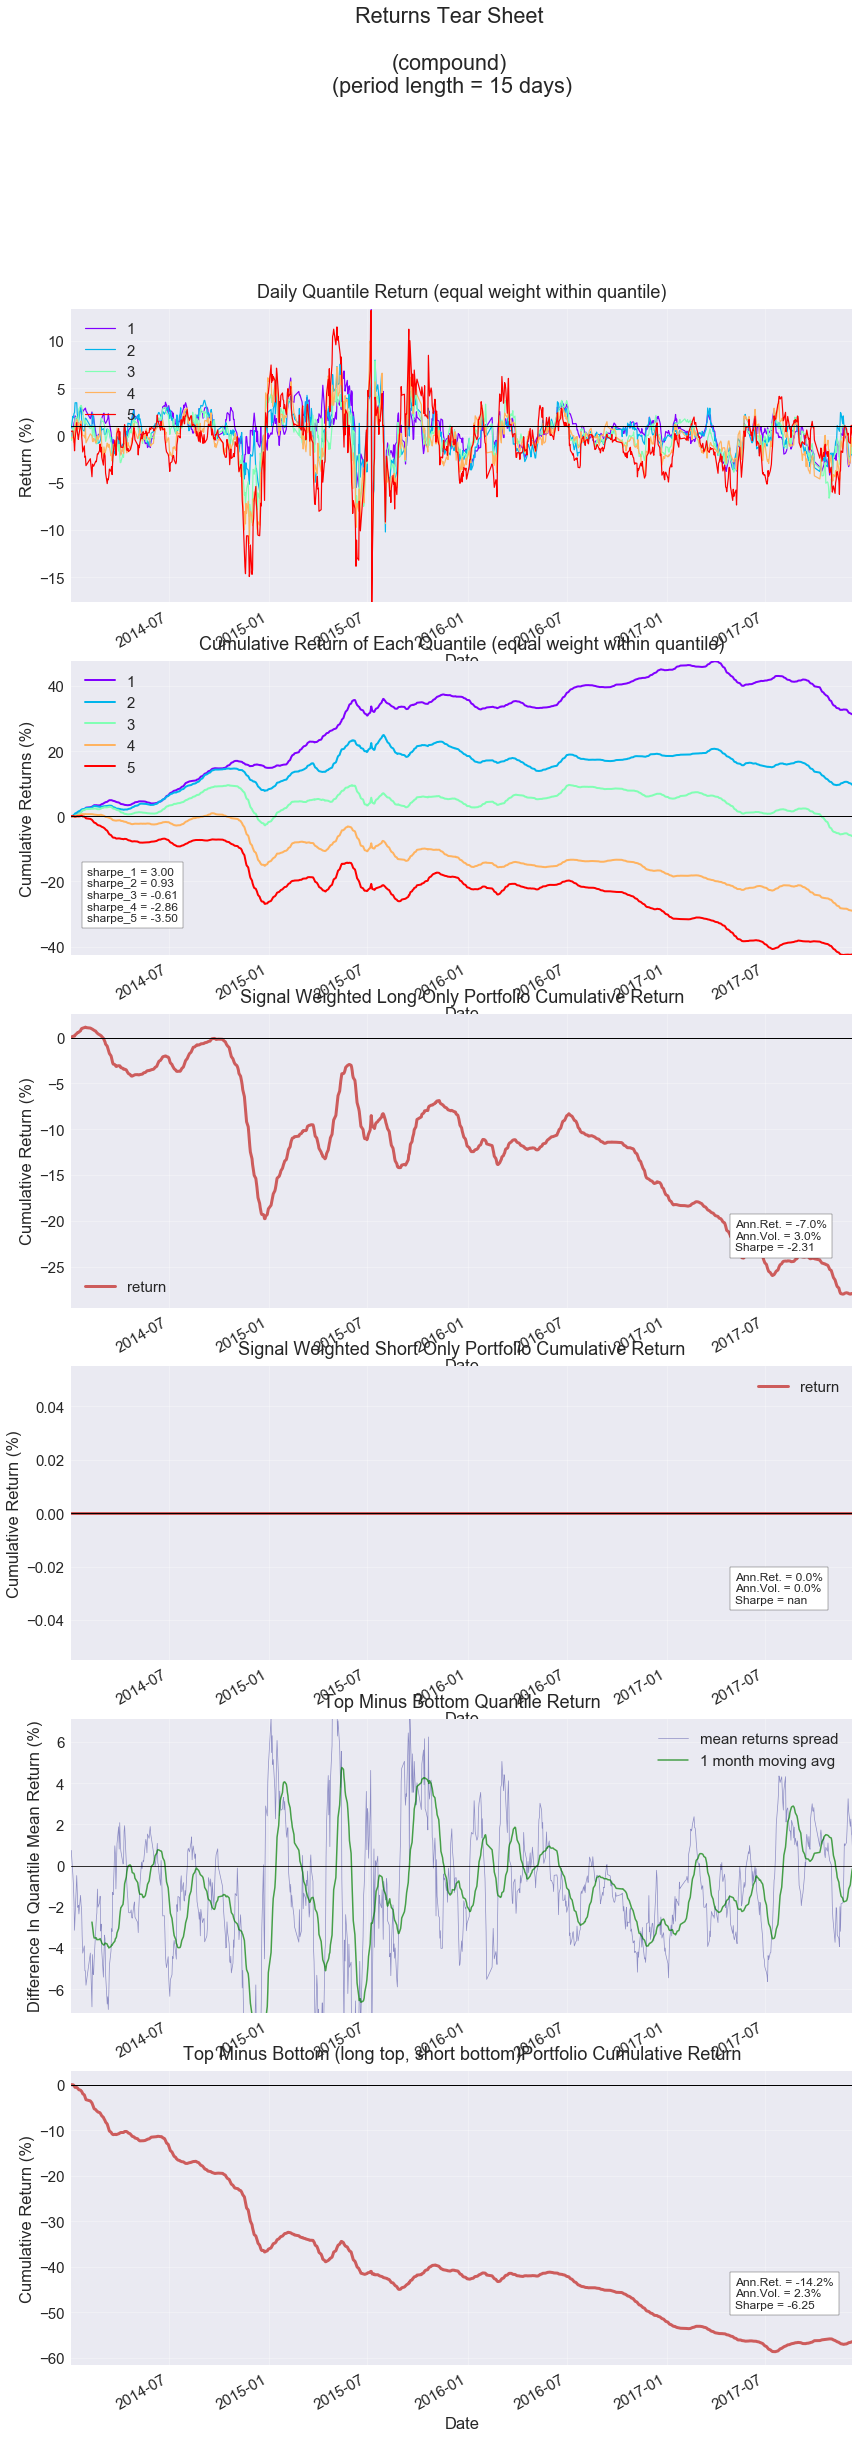 Returns Tear Sheet
(compound)
(period length = 15 days)
Daily Quantile Return (equal weight within quantile)
Return (%)
10
5
0
−5
−10
−15
1
2
3
4
5
2014-07
2015-01
2015-07
2016-01
2016-07
2017-01
2017-07
Date
Cumulative Return of Each Quantile (equal weight within quantile)
Cumulative Returns (%)
40
20
0
−20
−40
1
2
3
4
5
sharpe_1 = 3.00
sharpe_2 = 0.93
sharpe_3 = -0.61
sharpe_4 = -2.86
sharpe_5 = -3.50
2014-07
2015-01
2015-07
2016-01
2016-07
2017-01
2017-07
Date
Signal Weighted Long Only Portfolio Cumulative Return
Cumulative Return (%)
0
−5
−10
−15
−20
−25
Ann.Ret. = -7.0%
Ann.Vol. = 3.0%
Sharpe = -2.31
return
2014-07
2015-01
2015-07
2016-01
2016-07
2017-01
2017-07
Date
Signal Weighted Short Only Portfolio Cumulative Return
Cumulative Return (%)
0.04
0.02
0.00
−0.02
−0.04
return
Ann.Ret. = 0.0%
Ann.Vol. = 0.0%
Sharpe = nan
2014-07
2015-01
2015-07
2016-01
2016-07
2017-01
2017-07
Date
Top Minus Bottom Quantile Return
Difference In Quantile Mean Return (%)
6
4
2
0
−2
−4
−6
mean returns spread
1 month moving avg
2014-07
2015-01
2015-07
2016-01
2016-07
2017-01
2017-07
Top Minus Bottom (long top, short bottom)Portfolio Cumulative Return
Cumulative Return (%)
0
−10
−20
−30
−40
−50
−60
Ann.Ret. = -14.2%
Ann.Vol. = 2.3%
Sharpe = -6.25
2014-07
2015-01
2015-07
2016-01
2016-07
2017-01
2017-07
Date